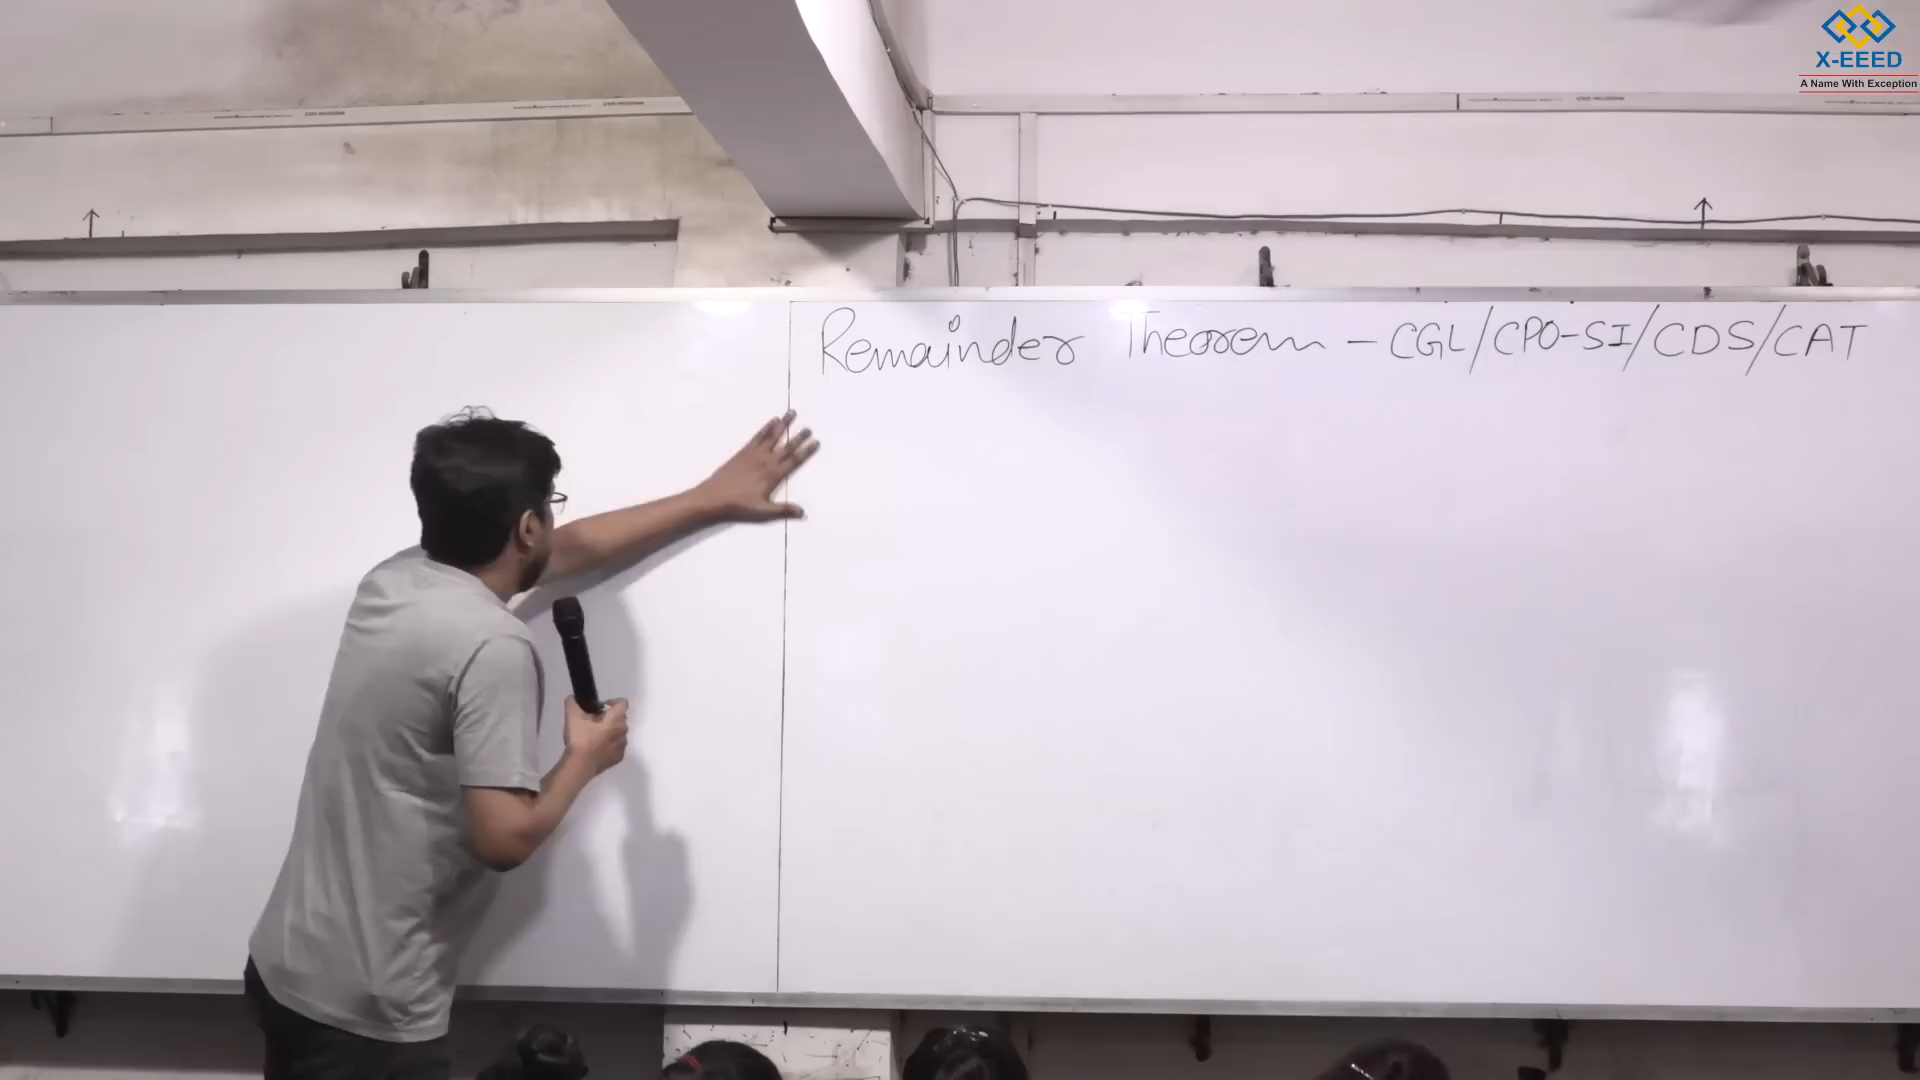 X-EEED
A Name With Exception
Remainder Theorem - CGL/CPO-SI/CDS/CAT